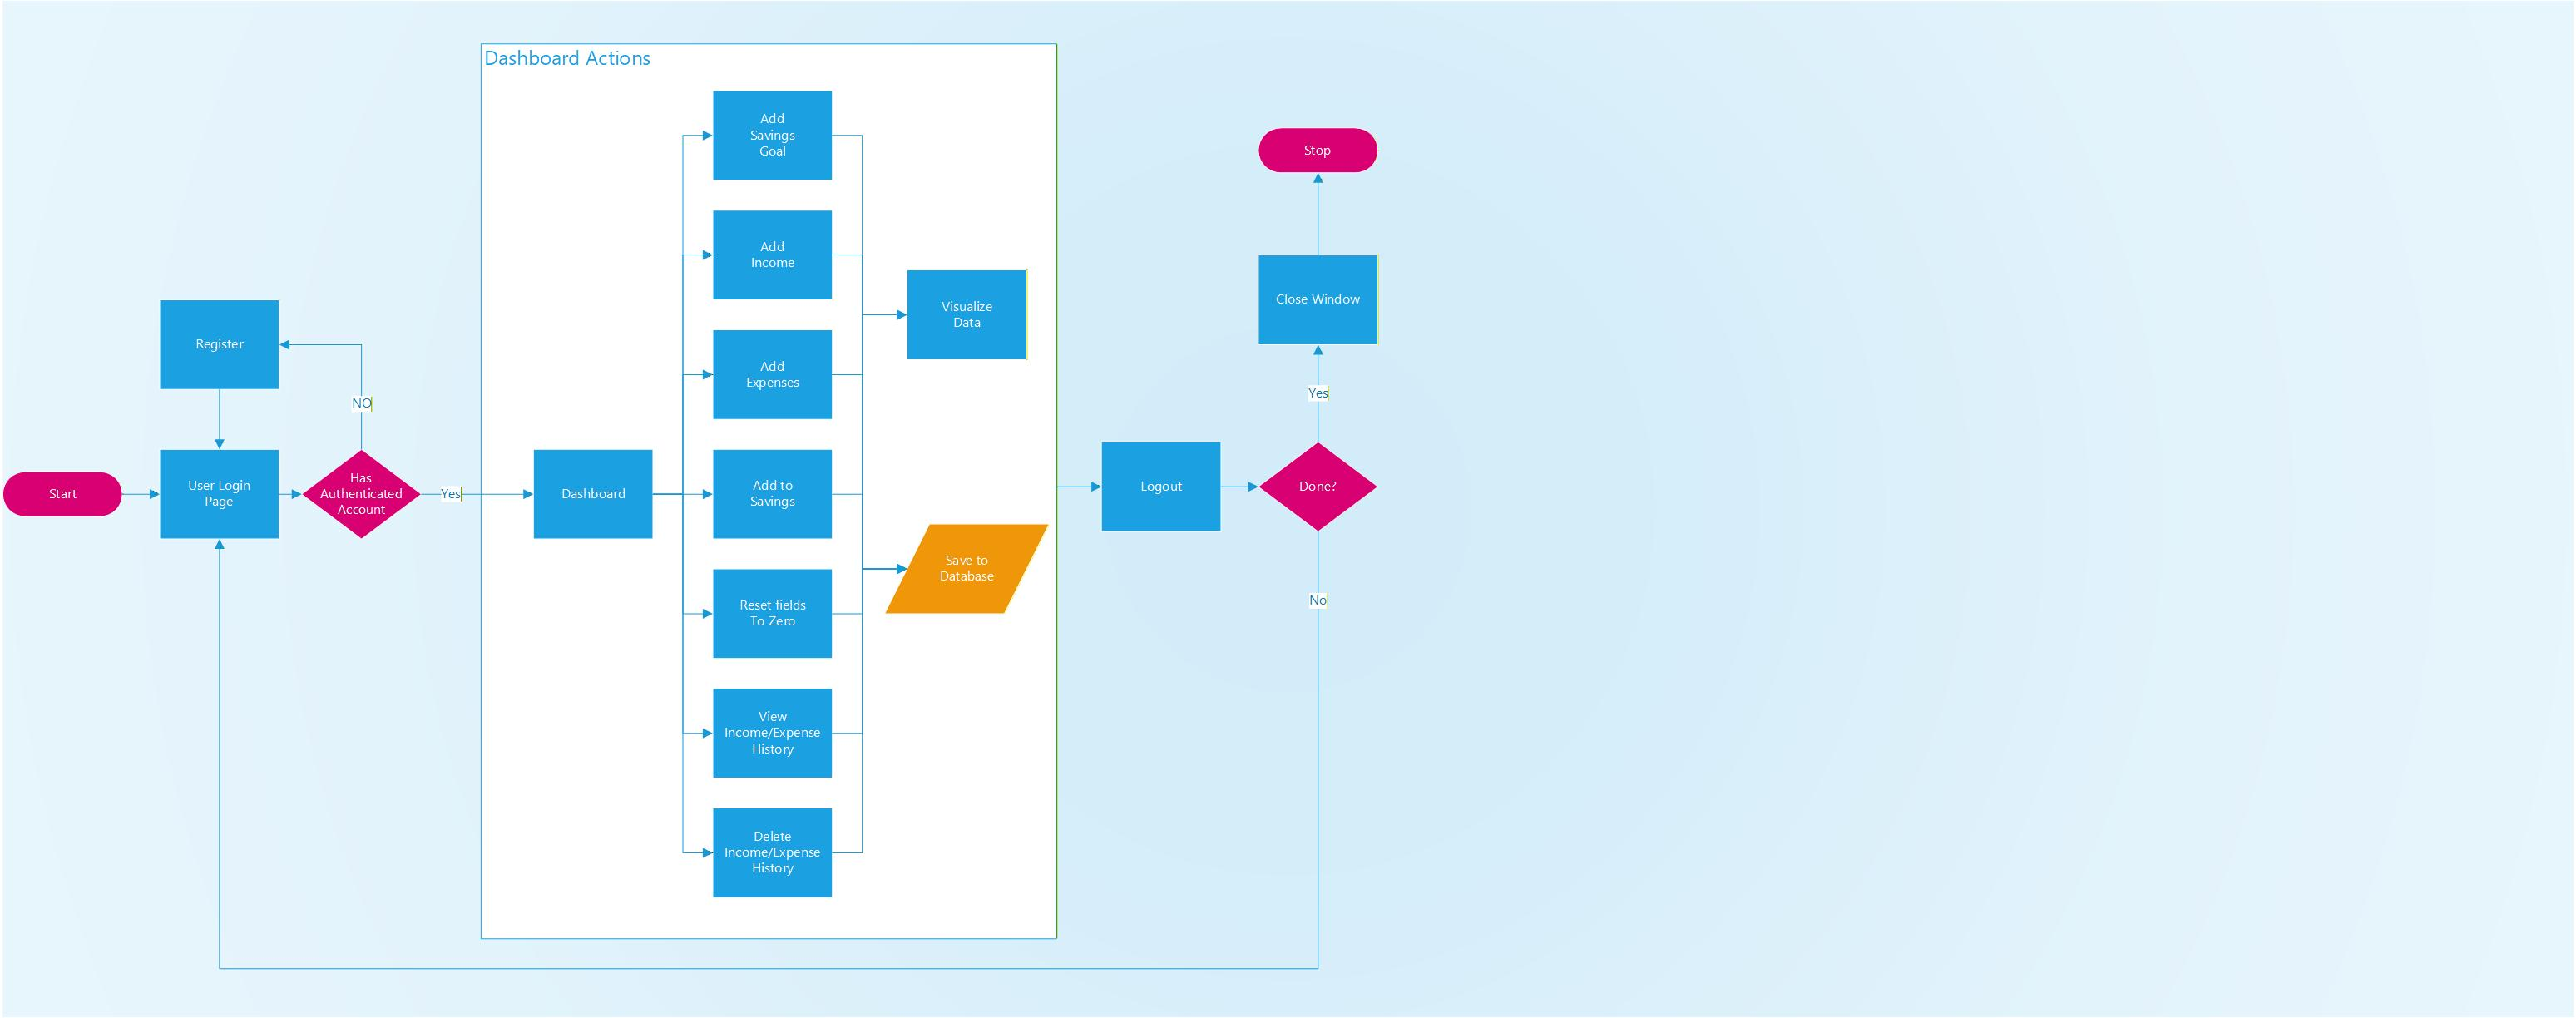 Dashboard Actions
Add
Savings
Goal
Add
Income
Add
Expenses
Add to
Savings
Reset fields
To Zero
View
Income/Expense
History
Delete
Income/Expense
History
Visualize
Data
Save to
Database
Dashboard
Start
User Login
Page
Register
NO
Has
Authenticated
Account
Yes
Logout
Done?
Yes
No
Close Window
Stop